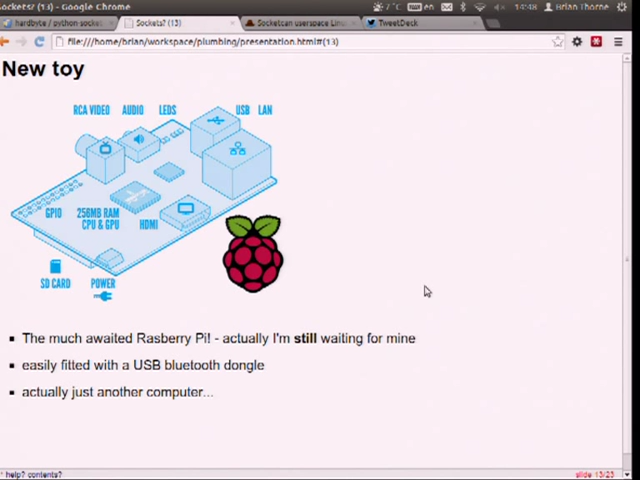 Sockets? (13) - Google Chrome
7°C
en
14:48
Brian Thorne
hardbyte / python-socket
Sockets? (13)
Socketcan userspace Linu
TweetDeck
file:///home/brian/workspace/plumbing/presentation.html#(13)
New toy
RCA VIDEO AUDIO LEDS USB LAN
GPIO 256MB RAM CPU & GPU HDMI
SD CARD POWER
The much awaited Rasberry Pi! - actually I'm still waiting for mine
easily fitted with a USB bluetooth dongle
actually just another computer...
help? contents?
slide 13/23